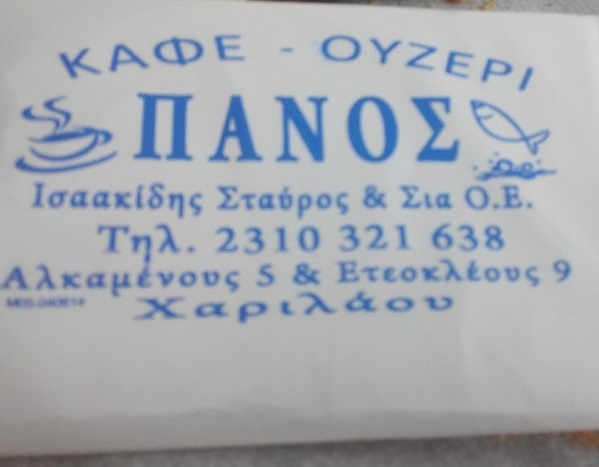 ΚΑΦΕ - ΟΥΖΕΡΙ
ΠΑΝΟΣ
Ισαακίδης Σταύρος & Σια Ο.Ε.
Τηλ. 2310 321 638
Αλκαμένους 5 & Ετεοκλέους 9
Χαριλάου